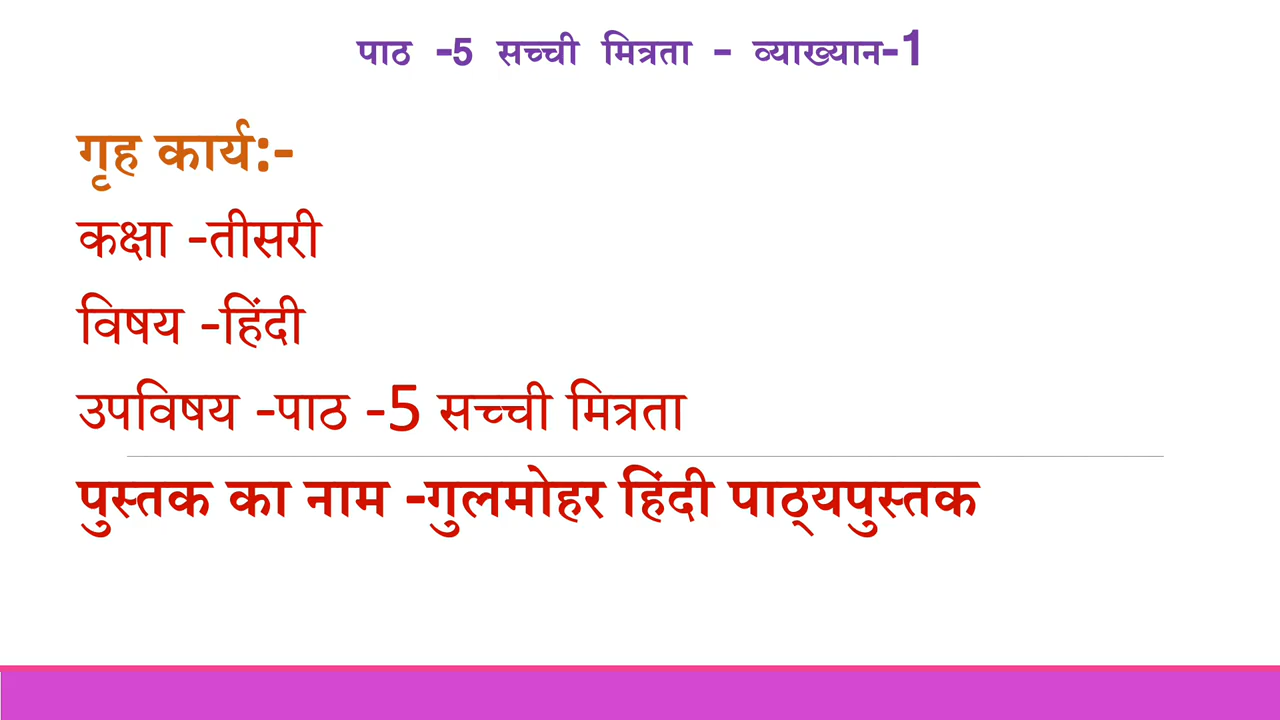 पाठ -5 सच्ची मित्रता - व्याख्यान-1
गृह कार्य:-
कक्षा -तीसरी
विषय -हिंदी
उपविषय -पाठ -5 सच्ची मित्रता
पुस्तक का नाम -गुलमोहर हिंदी पाठ्यपुस्तक